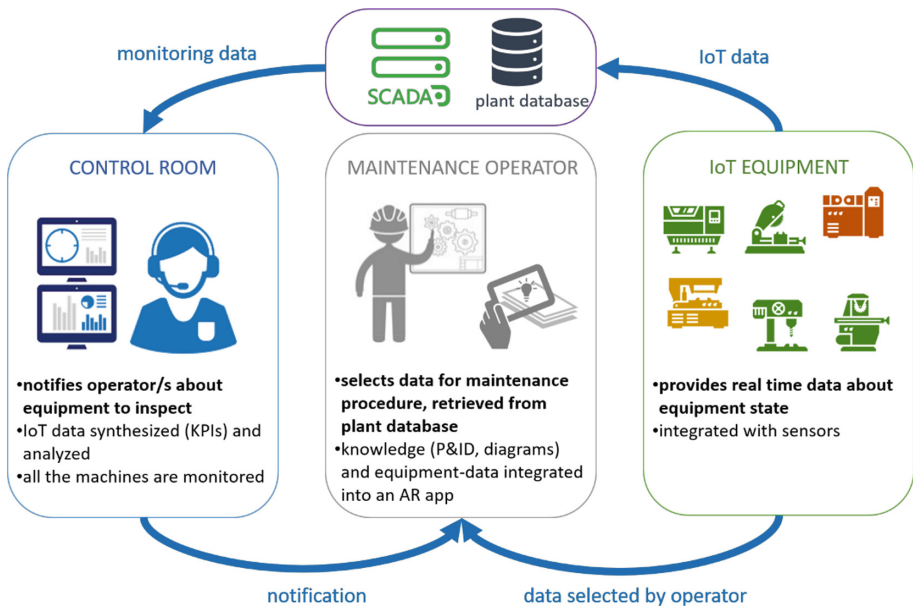 monitoring data
IoT data
SCADA
plant database
CONTROL ROOM
•notifies operator/s about
equipment to inspect
•IoT data synthesized (KPIs) and
analyzed
•all the machines are monitored
MAINTENANCE OPERATOR
•selects data for maintenance
procedure, retrieved from
plant database
•knowledge (P&ID, diagrams)
and equipment-data integrated
into an AR app
IoT EQUIPMENT
•provides real time data about
equipment state
•integrated with sensors
notification
data selected by operator